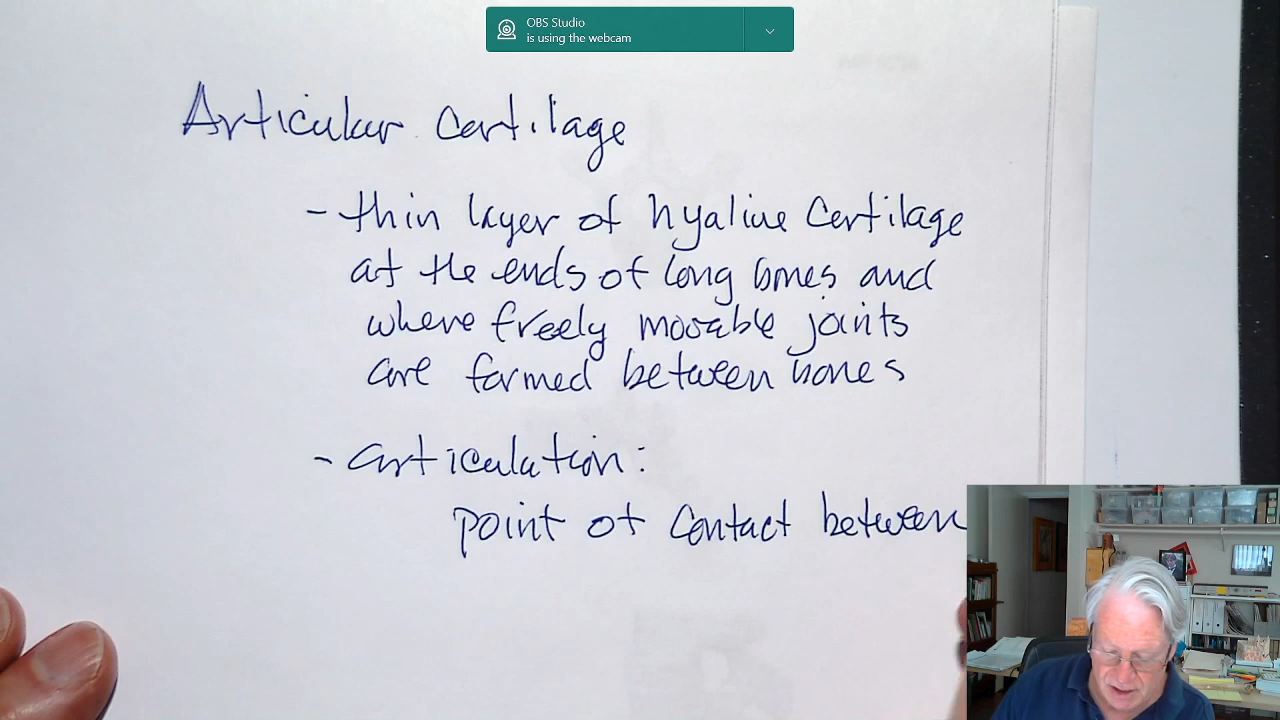 OBS Studio
is using the webcam
Articular Cartilage
- thin layer of hyaline Cartilage
at the ends of long bones and
where freely movable joints
are formed between bones
- articulation:
point of contact between